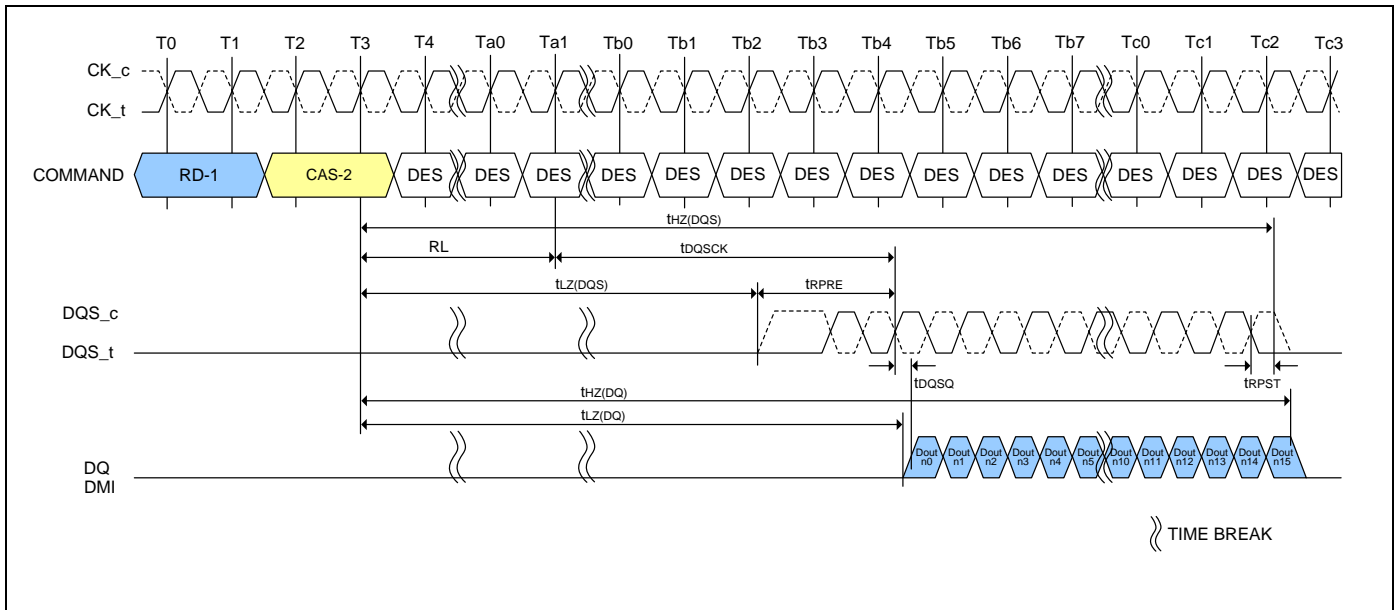 T0 T1 T2 T3 T4 Ta0 Ta1 Tb0 Tb1 Tb2 Tb3 Tb4 Tb5 Tb6 Tb7 Tc0 Tc1 Tc2 Tc3
CK_c
CK_t
COMMAND RD-1 CAS-2 DES DES DES DES DES DES DES DES DES DES DES DES DES DES DES
tHZ(DQS)
RL tDQSCK
tLZ(DQS) tRPRE
DQS_c
DQS_t
tDQSQ tRPST
tHZ(DQ)
tLZ(DQ)
DQ
DMI
Dout n0 Dout n1 Dout n2 Dout n3 Dout n4 Dout n5 Dout n10 Dout n11 Dout n12 Dout n13 Dout n14 Dout n15
TIME BREAK